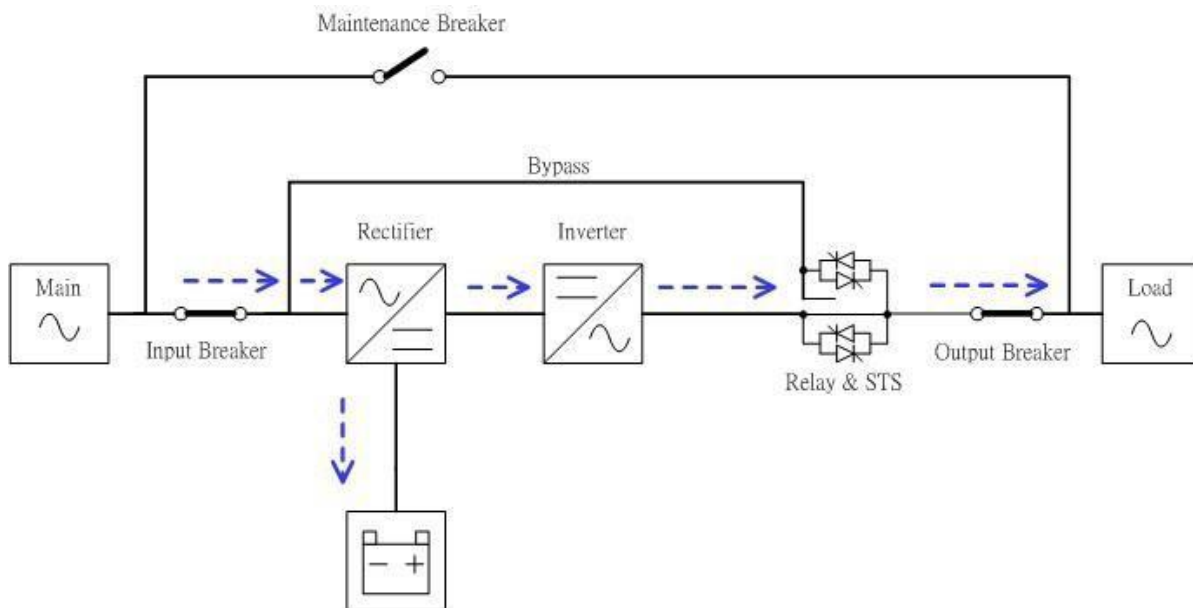 Maintenance Breaker
Bypass
Rectifier
Inverter
Main
Load
Input Breaker
Output Breaker
Relay & STS